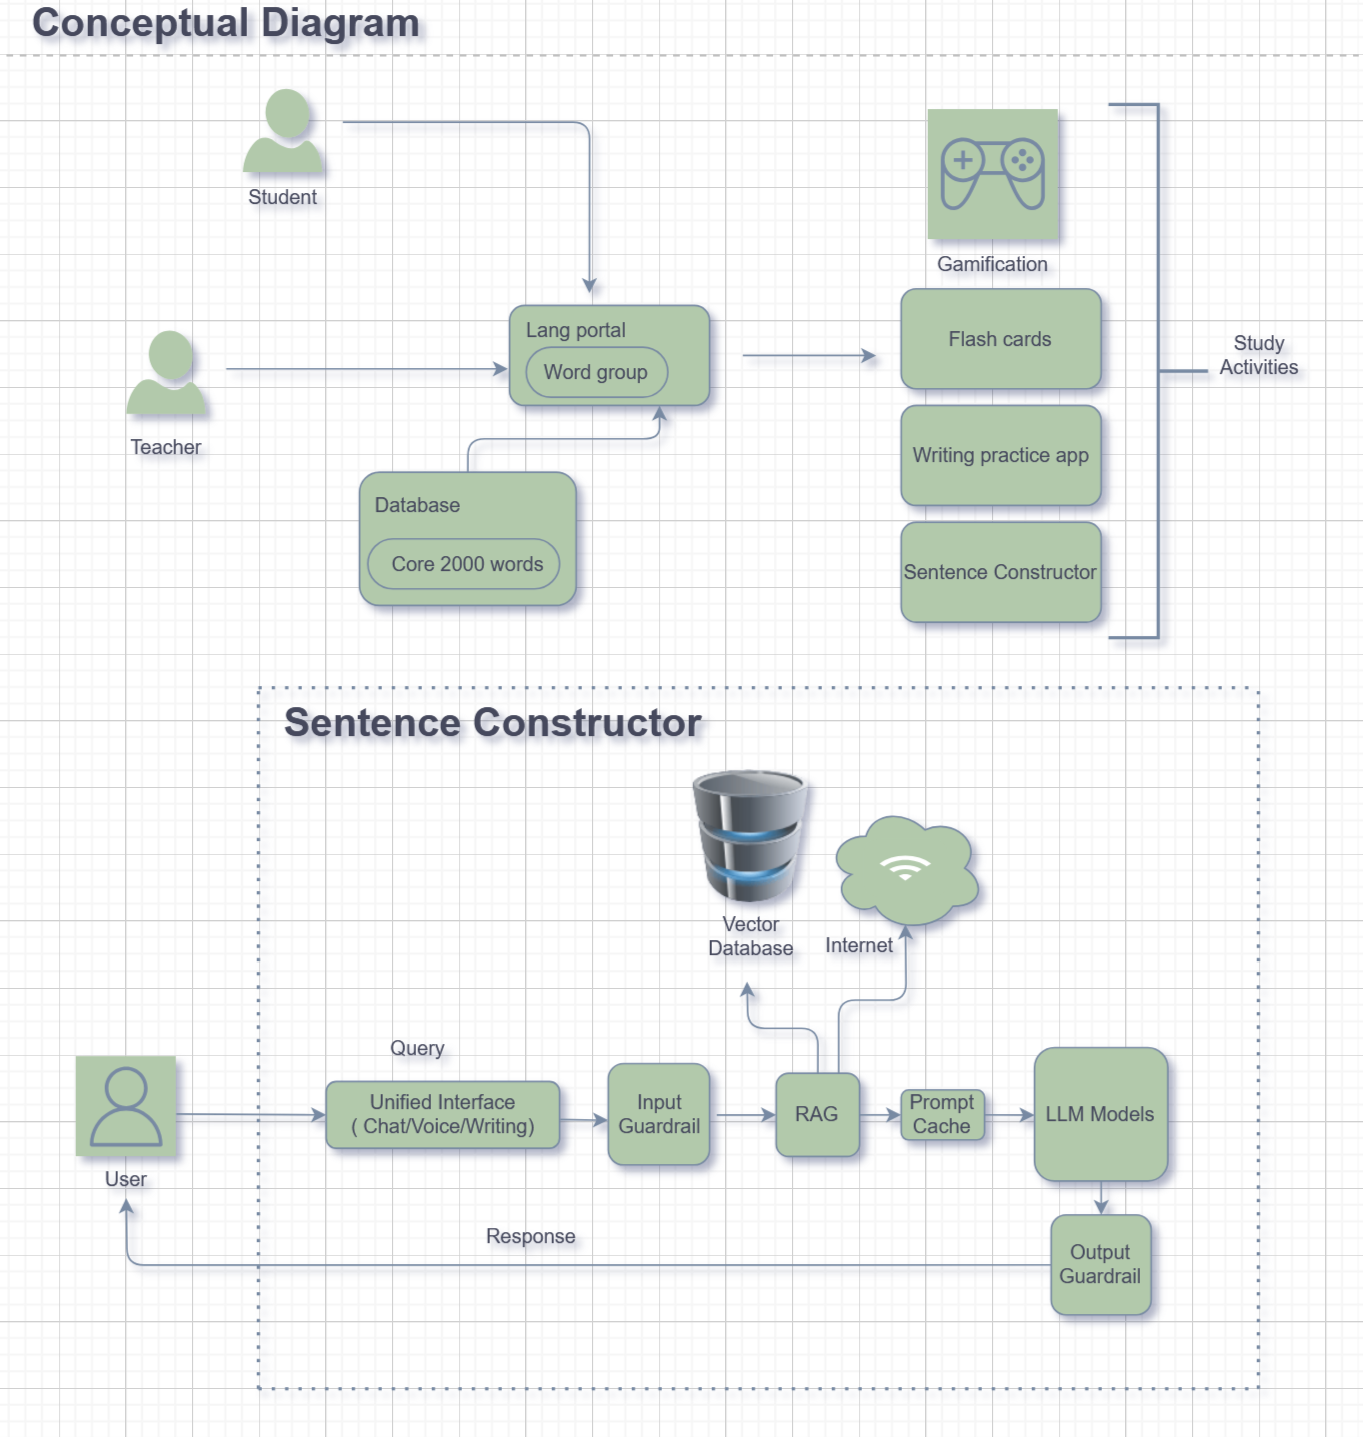 Conceptual Diagram
Student
Gamification
Lang portal
Word group
Flash cards
Study
Activities
Teacher
Writing practice app
Database
Core 2000 words
Sentence Constructor
Sentence Constructor
Vector
Database
Internet
Query
Unified Interface
( Chat/Voice/Writing)
Input
Guardrail
RAG
Prompt
Cache
LLM Models
User
Response
Output
Guardrail